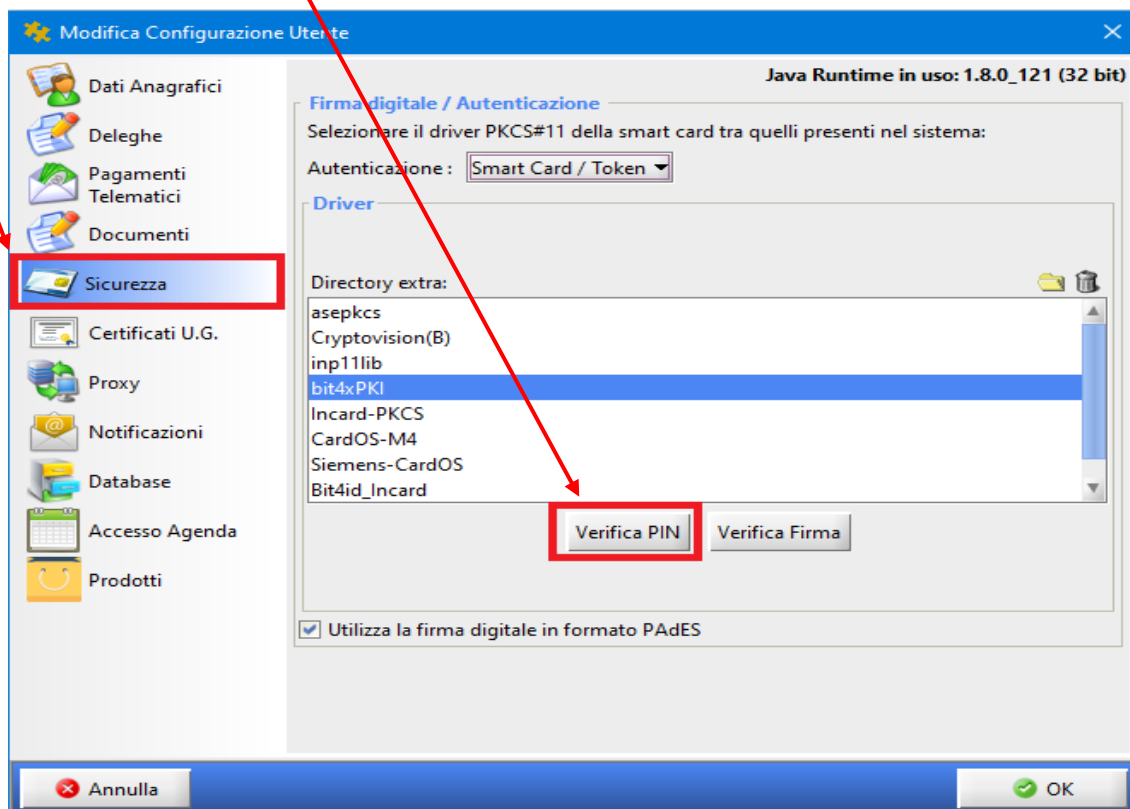 Modifica Configurazione Utente
Dati Anagrafici
Deleghe
Pagamenti
Telematici
Documenti
Sicurezza
Certificati U.G.
Proxy
Notificazioni
Database
Accesso Agenda
Prodotti
Java Runtime in uso: 1.8.0_121 (32 bit)
Firma digitale / Autenticazione
Selezionare il driver PKCS#11 della smart card tra quelli presenti nel sistema:
Autenticazione : Smart Card / Token
Driver
Directory extra:
asepkcs
Cryptovision(B)
inp11lib
bit4xPKI
Incard-PKCS
CardOS-M4
Siemens-CardOS
Bit4id_Incard
Verifica PIN Verifica Firma
Utilizza la firma digitale in formato PAdES
Annulla OK